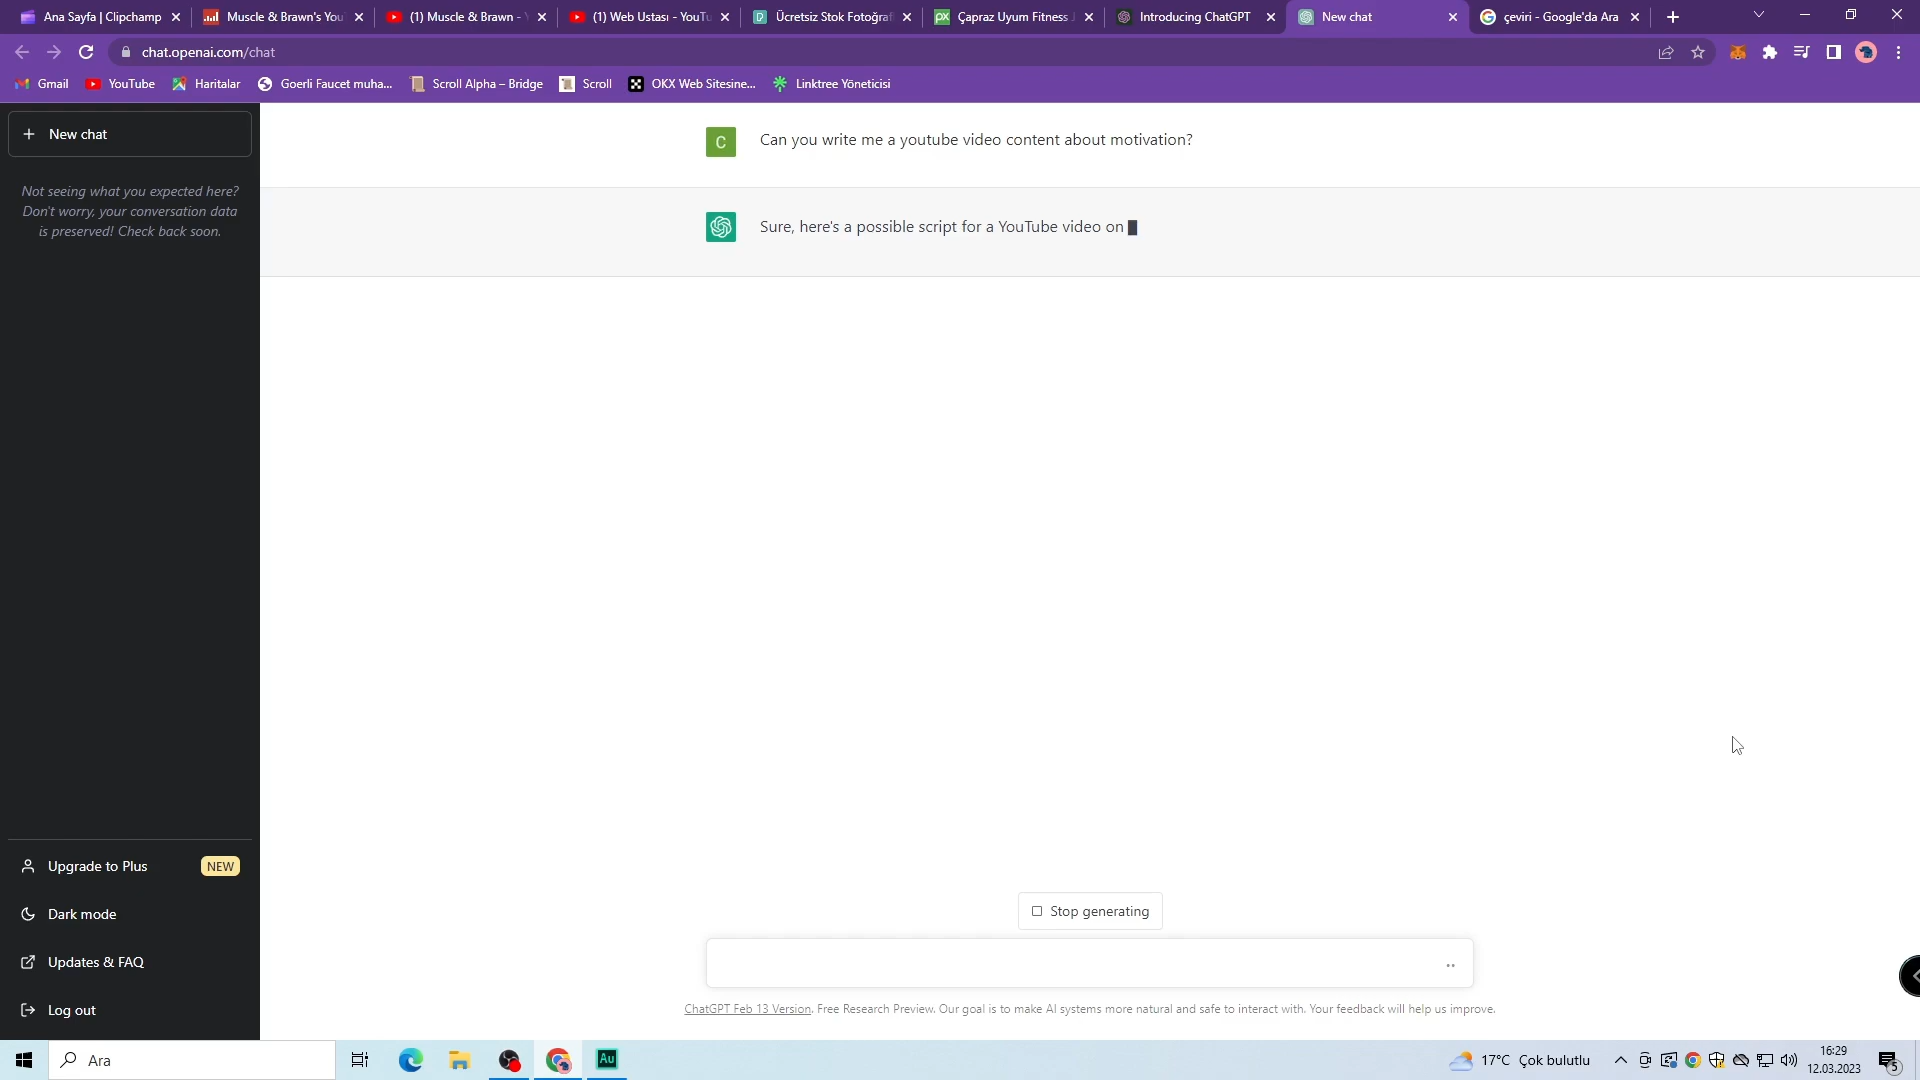 Ana Sayfa | Clipchamp
Muscle & Brawn's You
(1) Muscle & Brawn -
(1) Web Ustası - YouTu
Ücretsiz Stok Fotoğraf
Çapraz Uyum Fitness
Introducing ChatGPT
New chat
çeviri - Google'da Ara
chat.openai.com/chat
Gmail
YouTube
Haritalar
Goerli Faucet muha...
Scroll Alpha – Bridge
Scroll
OKX Web Sitesine...
Linktree Yöneticisi
New chat
C
Can you write me a youtube video content about motivation?
Not seeing what you expected here?
Don't worry, your conversation data
is preserved! Check back soon.
Sure, here's a possible script for a YouTube video on
Upgrade to Plus
NEW
Dark mode
Updates & FAQ
Log out
Stop generating
ChatGPT Feb 13 Version. Free Research Preview. Our goal is to make AI systems more natural and safe to interact with. Your feedback will help us improve.
Ara
Au
17°C Çok bulutlu
16:29
12.03.2023
5